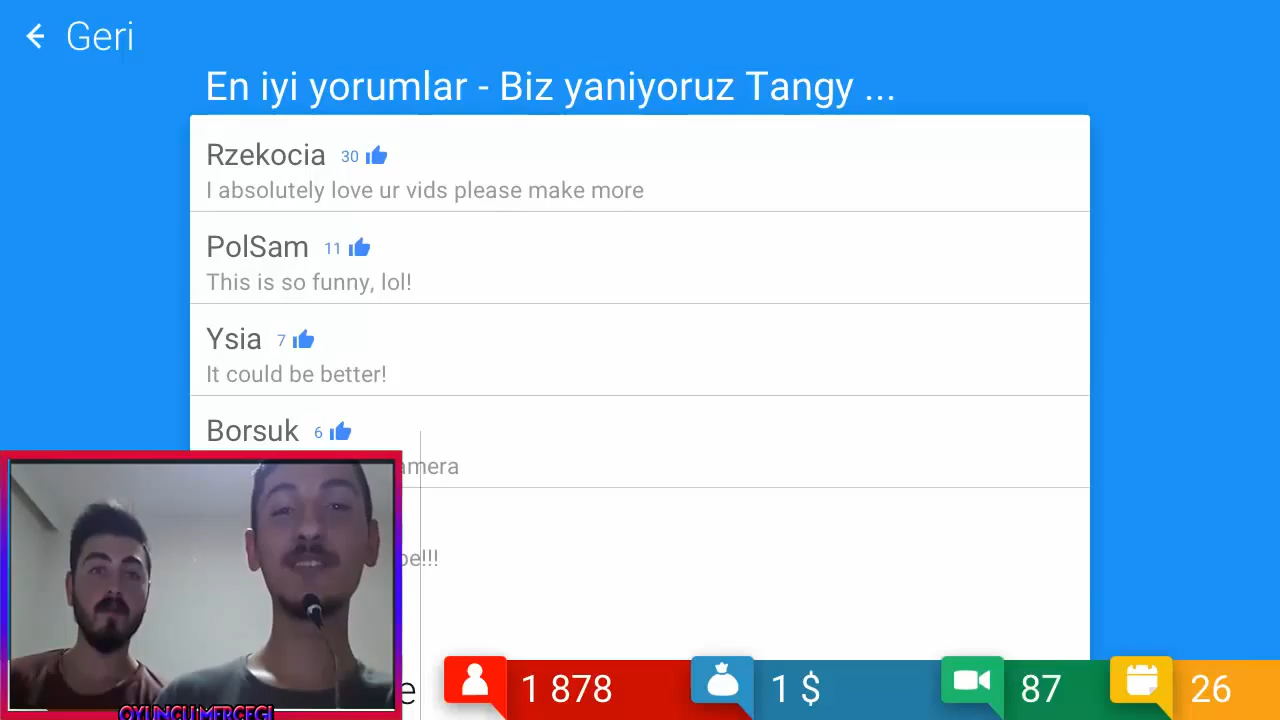 Geri
En iyi yorumlar - Biz yaniyoruz Tangy ...
Rzekocia 30
I absolutely love ur vids please make more
PolSam 11
This is so funny, lol!
Ysia 7
It could be better!
Borsuk 6
amera
be!!!
e
1 878
1 $
87
26
OYUNCU MERCEGI